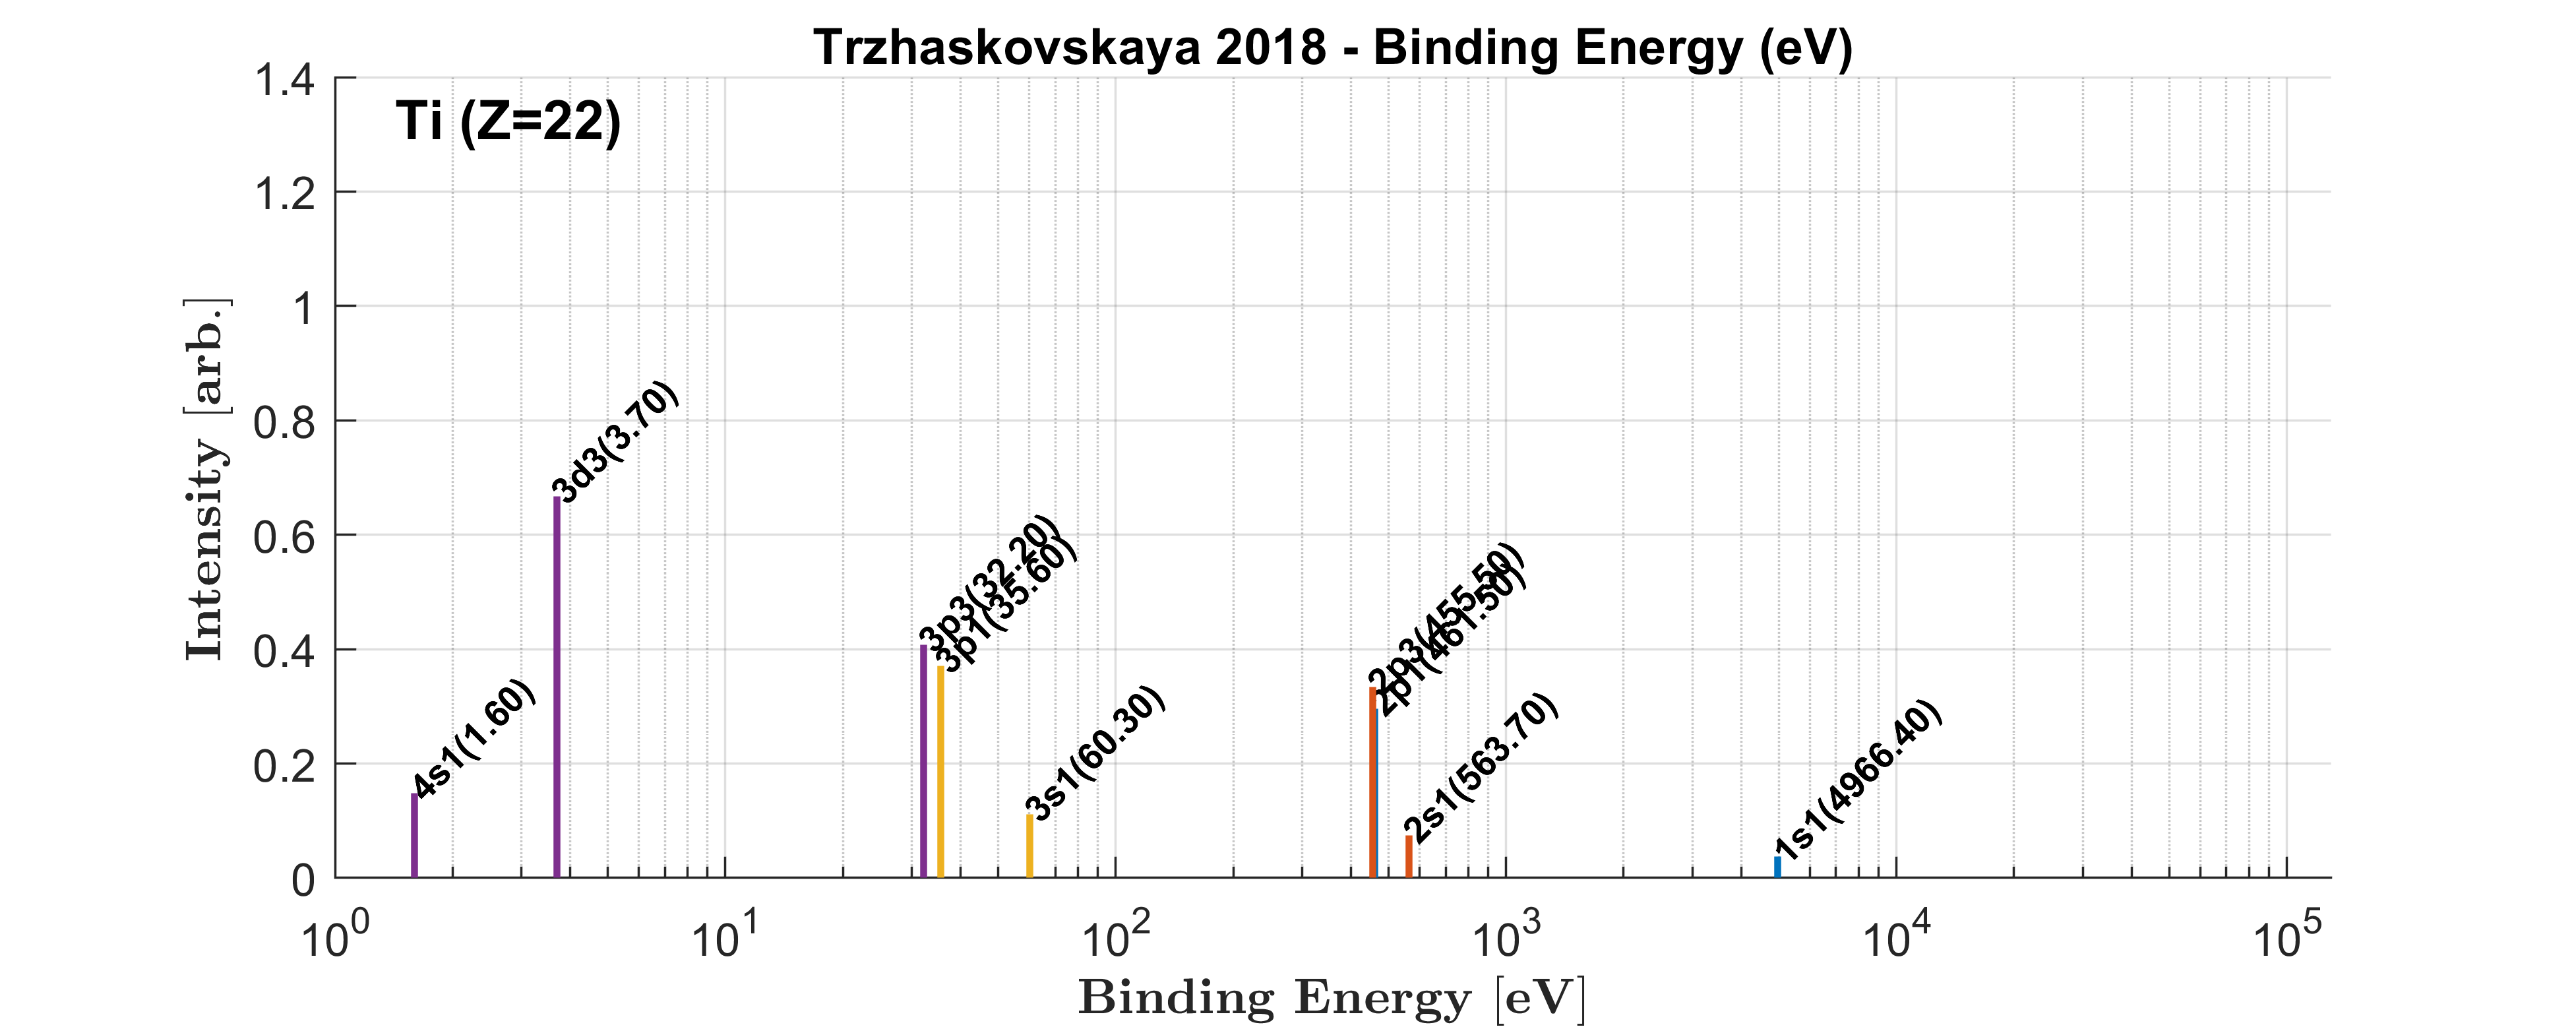 Trzhaskovskaya 2018 - Binding Energy (eV)
Ti (Z=22)
Intensity [arb.]
1.4
1.2
1
0.8
0.6
0.4
0.2
0
4s1(1.60)
3d3(3.70)
3p3(32.20)
3p1(35.60)
3s1(60.30)
2p3(455.50)
2p1(461.50)
2s1(563.70)
1s1(4966.40)
10^0 10^1 10^2 10^3 10^4 10^5
Binding Energy [eV]